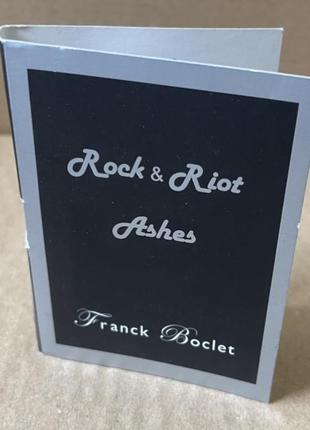 Rock & Riot
Ashes
Franck Boclet